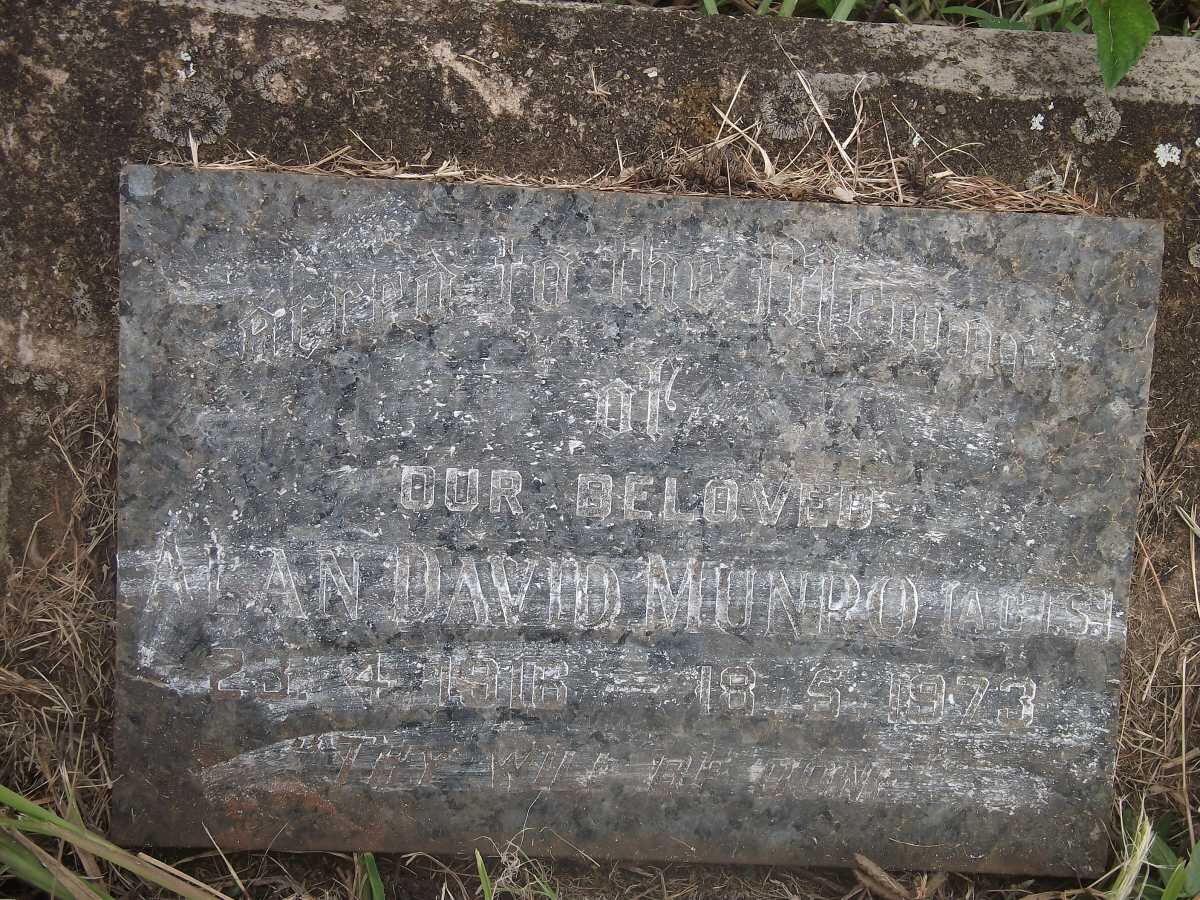 Sacred to the Memory
of
OUR BELOVED
ALAN DAVID MUNRO [A.C.I.S.]
4 1916 — 18 5 1973
"THY WILL BE DONE"